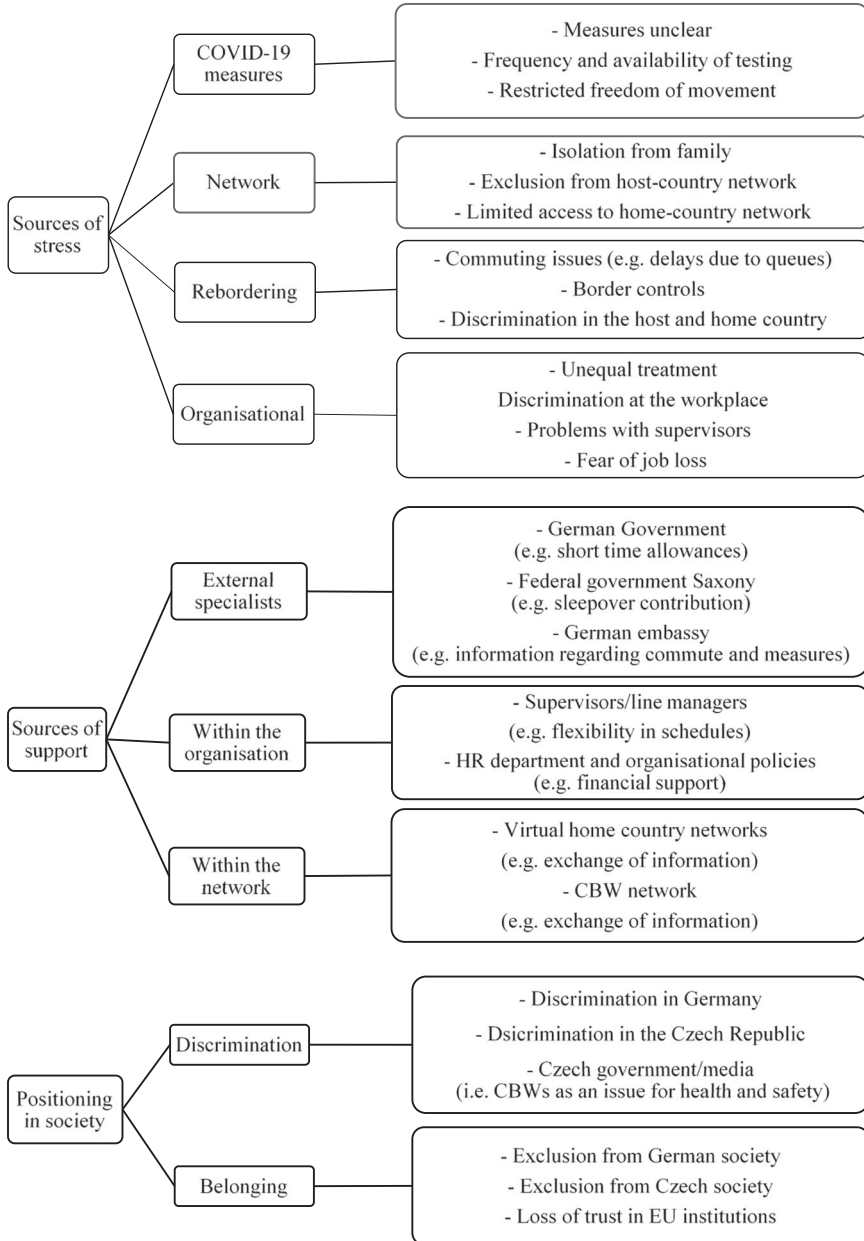 COVID-19
measures
- Measures unclear
- Frequency and availability of testing
- Restricted freedom of movement
Network
- Isolation from family
- Exclusion from host-country network
- Limited access to home-country network
Sources of
stress
Rebordering
- Commuting issues (e.g. delays due to queues)
- Border controls
- Discrimination in the host and home country
Organisational
- Unequal treatment
Discrimination at the workplace
- Problems with supervisors
- Fear of job loss
External
specialists
- German Government
(e.g. short time allowances)
- Federal government Saxony
(e.g. sleepover contribution)
- German embassy
(e.g. information regarding commute and measures)
Sources of
support
Within the
organisation
- Supervisors/line managers
(e.g. flexibility in schedules)
- HR department and organisational policies
(e.g. financial support)
Within the
network
- Virtual home country networks
(e.g. exchange of information)
- CBW network
(e.g. exchange of information)
Discrimination
- Discrimination in Germany
- Dsicrimination in the Czech Republic
- Czech government/media
(i.e. CBWs as an issue for health and safety)
Positioning
in society
Belonging
- Exclusion from German society
- Exclusion from Czech society
- Loss of trust in EU institutions